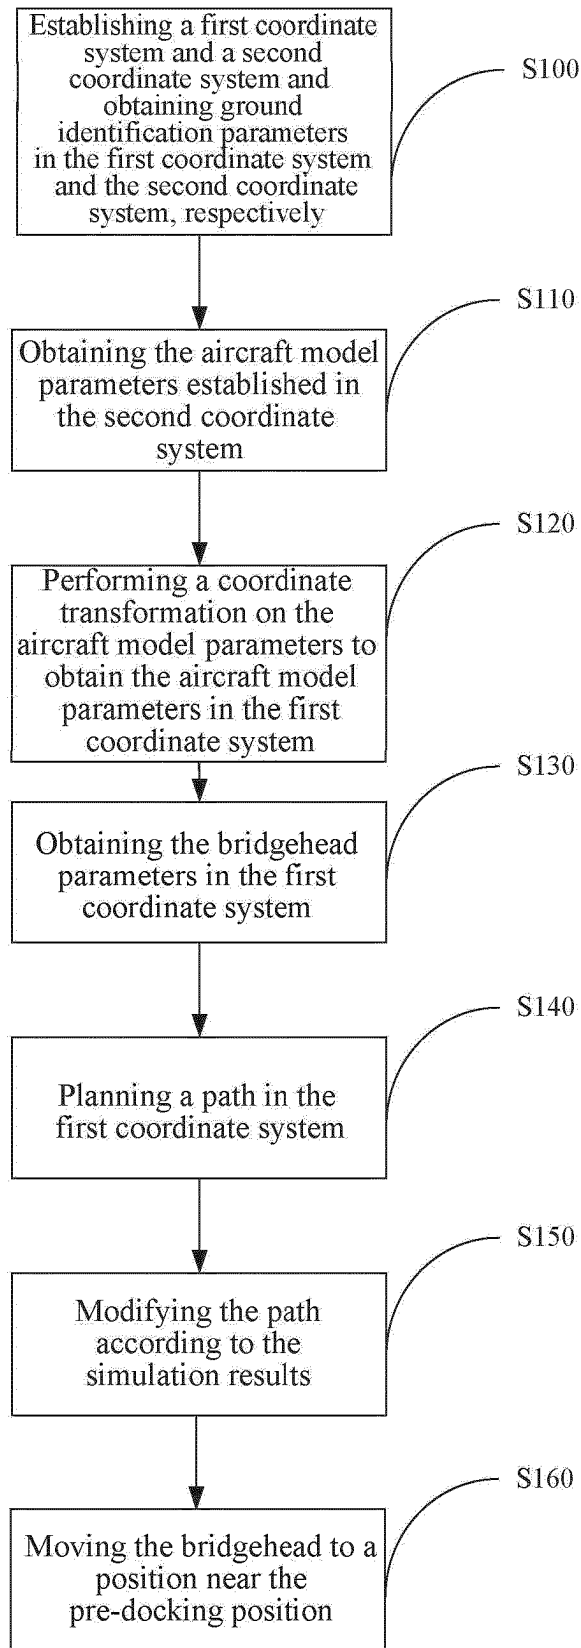 Establishing a first coordinate
system and a second
coordinate system and
obtaining ground
identification parameters
in the first coordinate system
and the second coordinate
system, respectively
S100
Obtaining the aircraft model
parameters established in
the second coordinate
system
S110
Performing a coordinate
transformation on the
aircraft model parameters to
obtain the aircraft model
parameters in the first
coordinate system
S120
Obtaining the bridgehead
parameters in the first
coordinate system
S130
Planning a path in the
first coordinate system
S140
Modifying the path
according to the
simulation results
S150
Moving the bridgehead to a
position near the
pre-docking position
S160